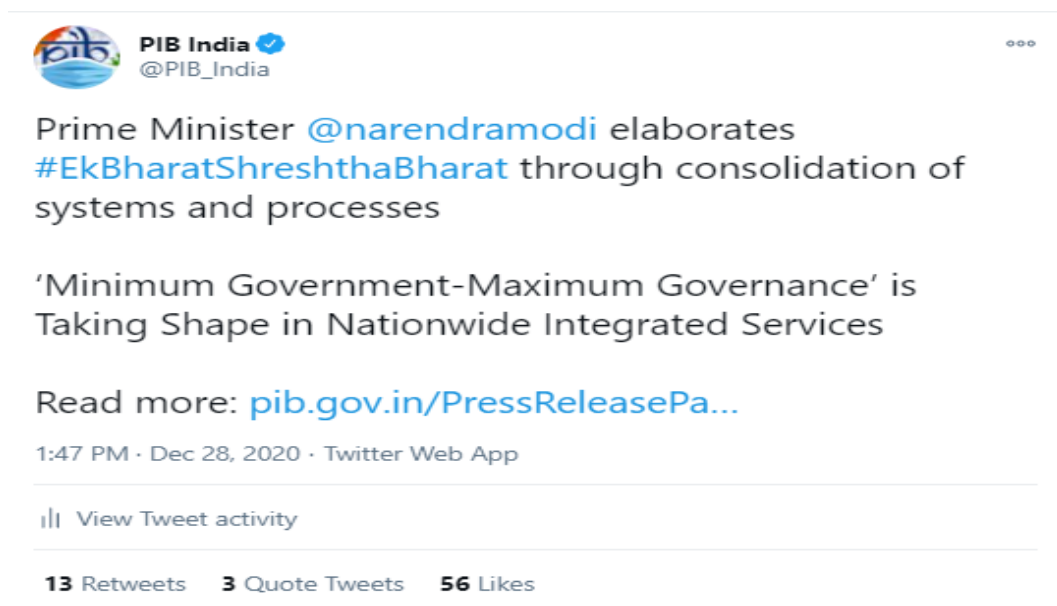 pib
PIB India
@PIB_India
Prime Minister @narendramodi elaborates
#EkBharatShreshthaBharat through consolidation of
systems and processes
‘Minimum Government-Maximum Governance’ is
Taking Shape in Nationwide Integrated Services
Read more: pib.gov.in/PressReleasePa...
1:47 PM · Dec 28, 2020 · Twitter Web App
View Tweet activity
13 Retweets 3 Quote Tweets 56 Likes